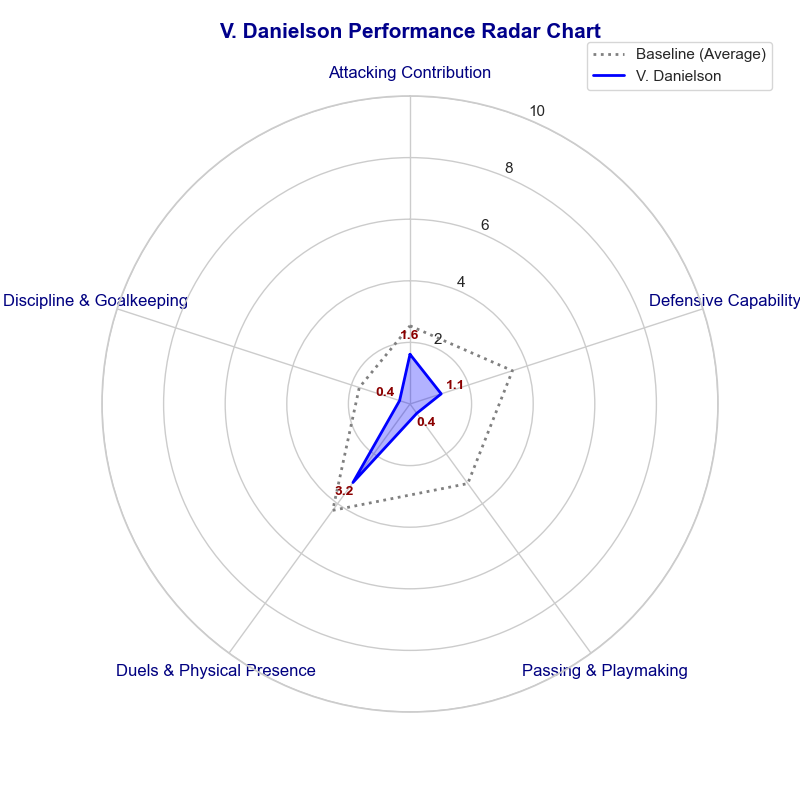 V. Danielson Performance Radar Chart
Baseline (Average)
V. Danielson
Attacking Contribution
10
8
6
4
2
Discipline & Goalkeeping
Defensive Capability
1.6
1.1
0.4
0.4
3.2
Duels & Physical Presence
Passing & Playmaking